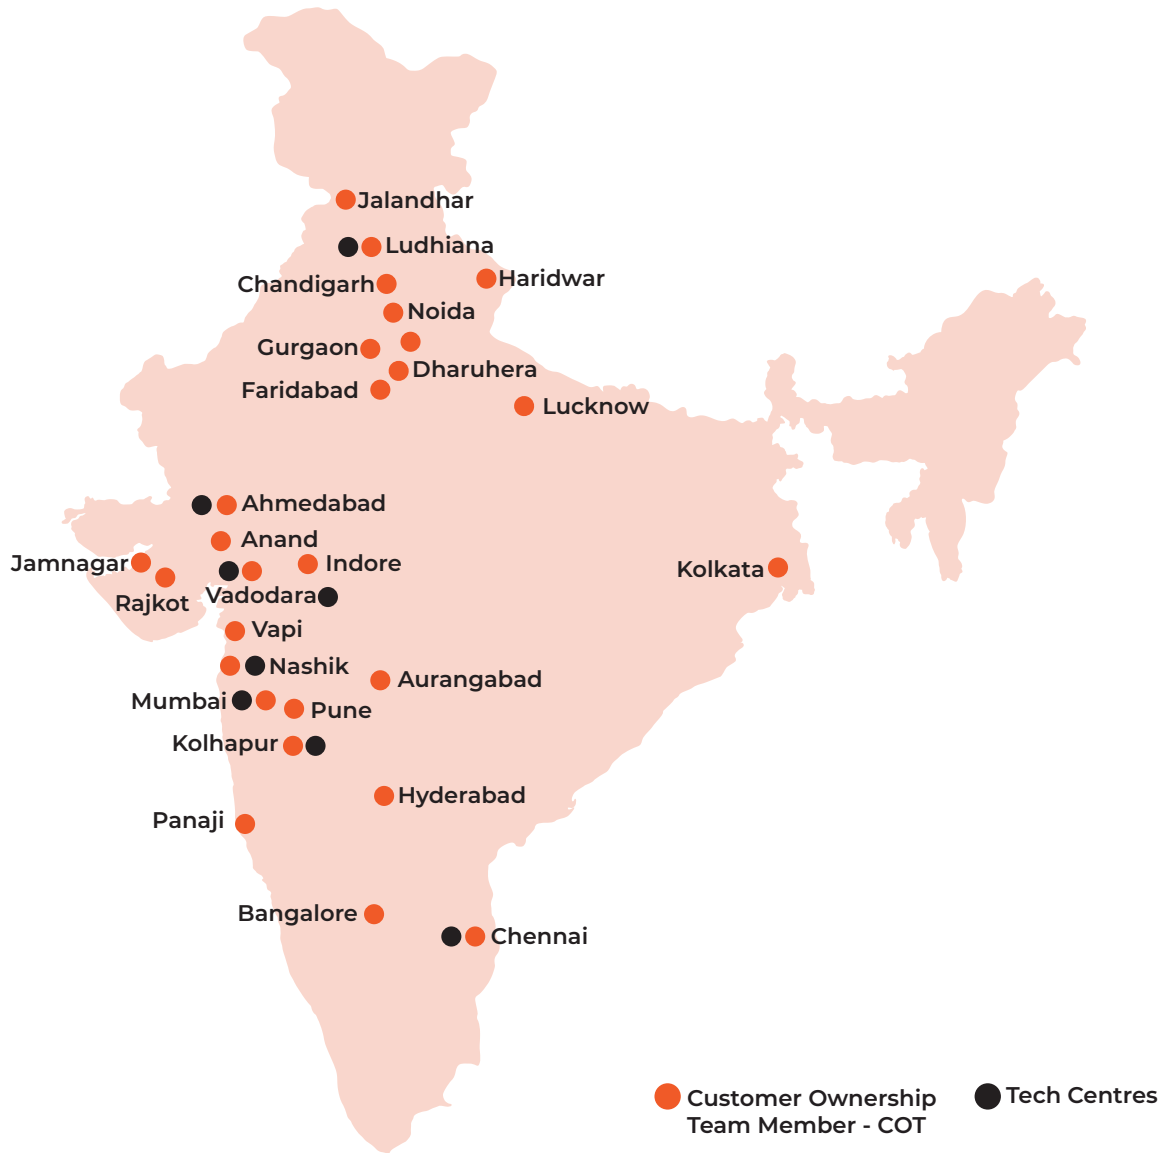 Jalandhar
Ludhiana
Haridwar
Chandigarh
Noida
Gurgaon
Dharuhera
Faridabad
Lucknow
Ahmedabad
Anand
Jamnagar
Indore
Kolkata
Rajkot
Vadodara
Vapi
Nashik
Aurangabad
Mumbai
Pune
Kolhapur
Hyderabad
Panaji
Bangalore
Chennai
Customer Ownership
Team Member - COT
Tech Centres